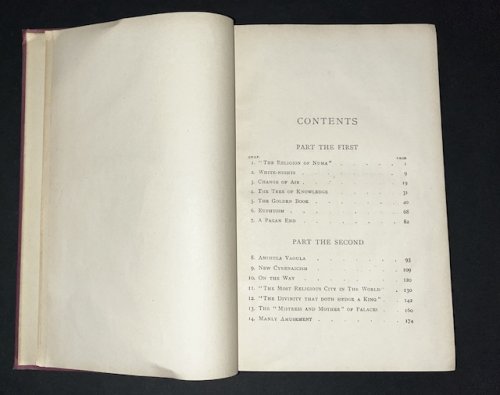 CONTENTS
PART THE FIRST
CHAP. PAGE
1. "The Religion of Numa" . . . . . 1
2. White-nights . . . . . . 9
3. Change of Air . . . . . . 19
4. The Tree of Knowledge . . . . . 31
5. The Golden Book . . . . . 40
6. Euphuism . . . . . . 68
7. A Pagan End . . . . . . 82
PART THE SECOND
8. Animula Vagula . . . . . 93
9. New Cyrenaicism . . . . . 109
10. On the Way . . . . . . 120
11. "The Most Religious City in The World" . 130
12. "The Divinity that doth hedge a King" . . 142
13. The "Mistress and Mother" of Palaces . . 160
14. Manly Amusement . . . . . 174